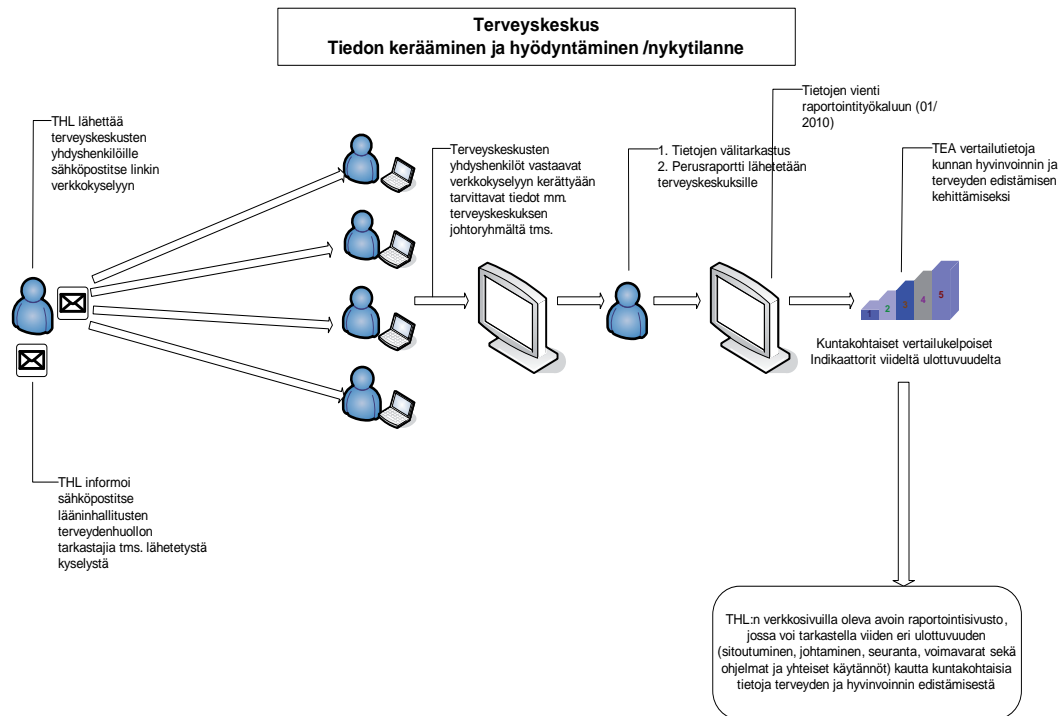 Terveyskeskus
Tiedon kerääminen ja hyödyntäminen /nykytilanne
THL lähettää
terveyskeskusten
yhdyshenkilöille
sähköpostitse linkin
verkkokyselyyn
Terveyskeskusten
yhdyshenkilöt vastaavat
verkkokyselyyn kerättyään
tarvittavat tiedot mm.
terveyskeskuksen
johtoryhmältä tms.
1. Tietojen välitarkastus
2. Perusraportti lähetetään
terveyskeskuksille
Tietojen vienti
raportointityökaluun (01/
2010)
TEA vertailutietoja
kunnan hyvinvoinnin ja
terveyden edistämisen
kehittämiseksi
1 2 3 4 5
Kuntakohtaiset vertailukelpoiset
Indikaattorit viideltä ulottuvuudelta
THL informoi
sähköpostitse
lääninhallitusten
terveydenhuollon
tarkastajia tms. lähetetystä
kyselystä
THL:n verkkosivuilla oleva avoin raportointisivusto,
jossa voi tarkastella viiden eri ulottuvuuden
(sitoutuminen, johtaminen, seuranta, voimavarat sekä
ohjelmat ja yhteiset käytännöt) kautta kuntakohtaisia
tietoja terveyden ja hyvinvoinnin edistämisestä